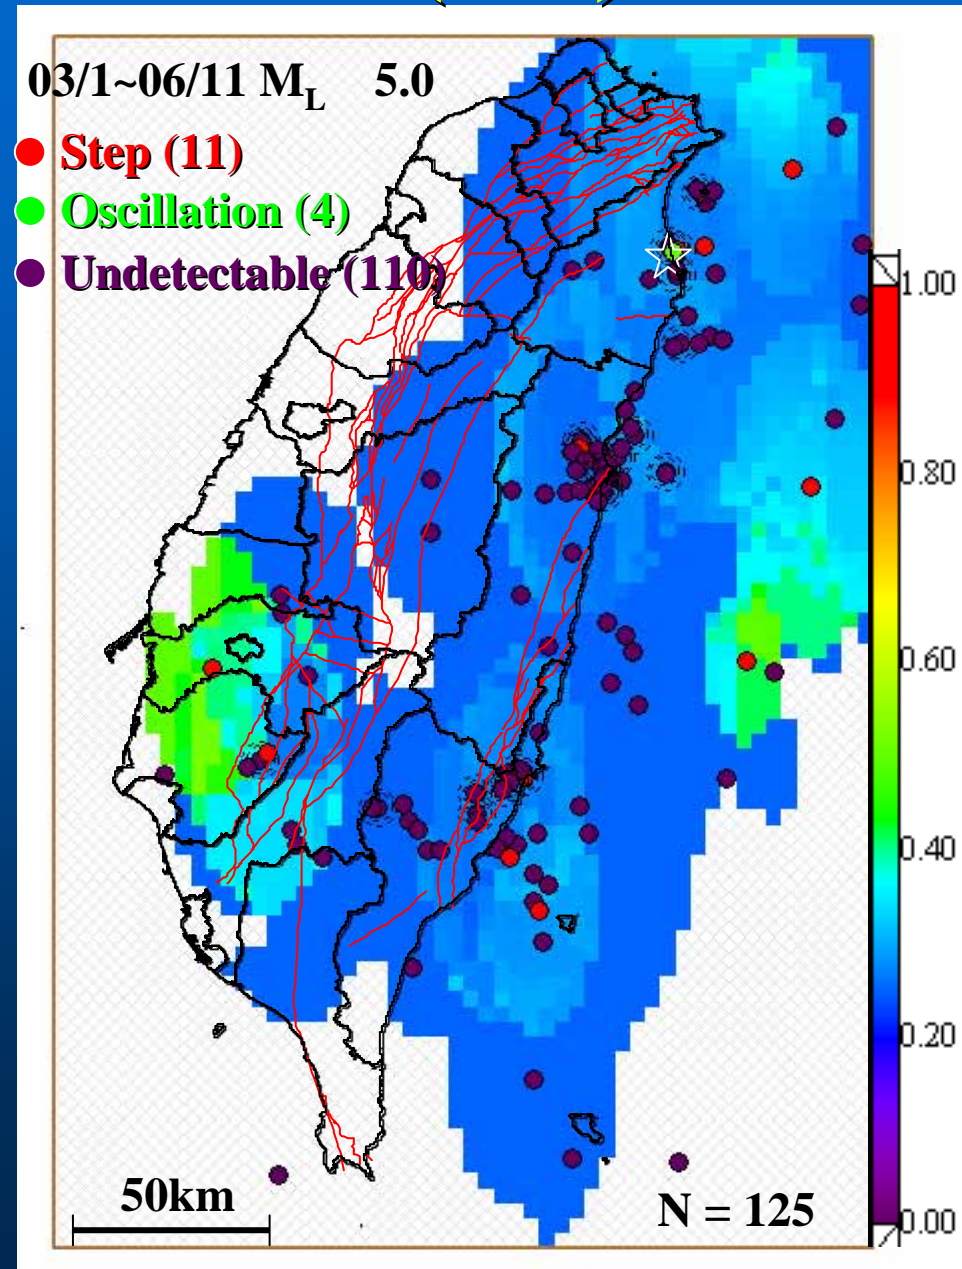 03/1~06/11 ML 5.0
Step (11)
Oscillation (4)
Undetectable (110)
1.00
0.80
0.60
0.40
0.20
0.00
50km
N = 125